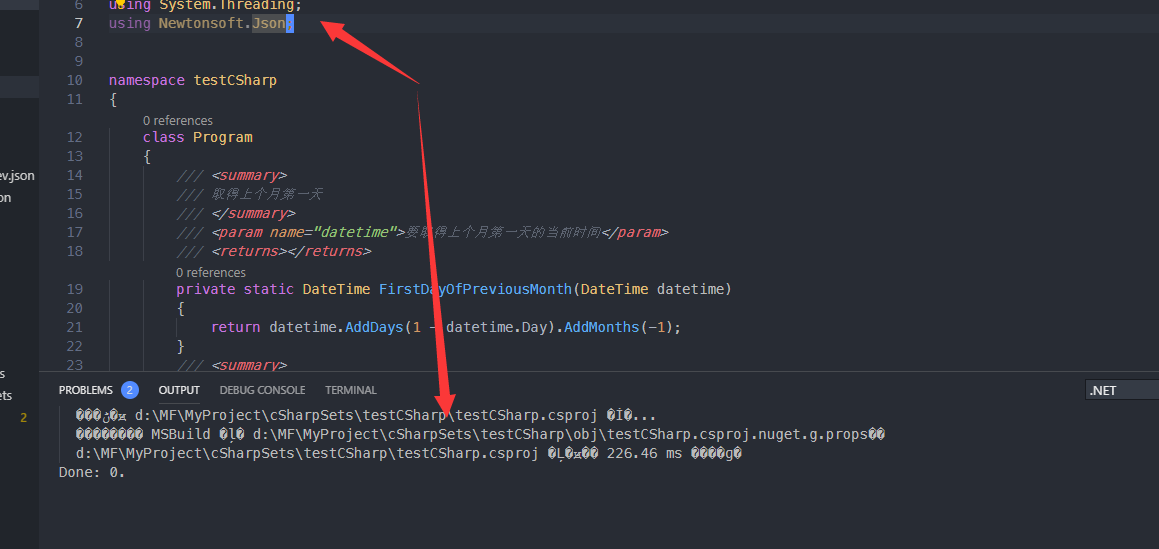 6 using System.Threading;
7 using Newtonsoft.Json;
8
9
10 namespace testCSharp
11 {
0 references
12 class Program
13 {
ev.json
14 /// <summary>
on
15 /// 取得上个月第一天
16 /// </summary>
17 /// <param name="datetime">要取得上个月第一天的当前时间</param>
18 /// <returns></returns>
0 references
19 private static DateTime FirstDayOfPreviousMonth(DateTime datetime)
20 {
21 return datetime.AddDays(1 - datetime.Day).AddMonths(-1);
22 }
23 /// <summary>
s
ets
2
PROBLEMS 2 OUTPUT DEBUG CONSOLE TERMINAL .NET
d:\MF\MyProject\cSharpSets\testCSharp\testCSharp.csproj �Ï�...
�������� MSBuild �ļ� d:\MF\MyProject\cSharpSets\testCSharp\obj\testCSharp.csproj.nuget.g.props��
d:\MF\MyProject\cSharpSets\testCSharp\testCSharp.csproj 226.46 ms ����g�
Done: 0.